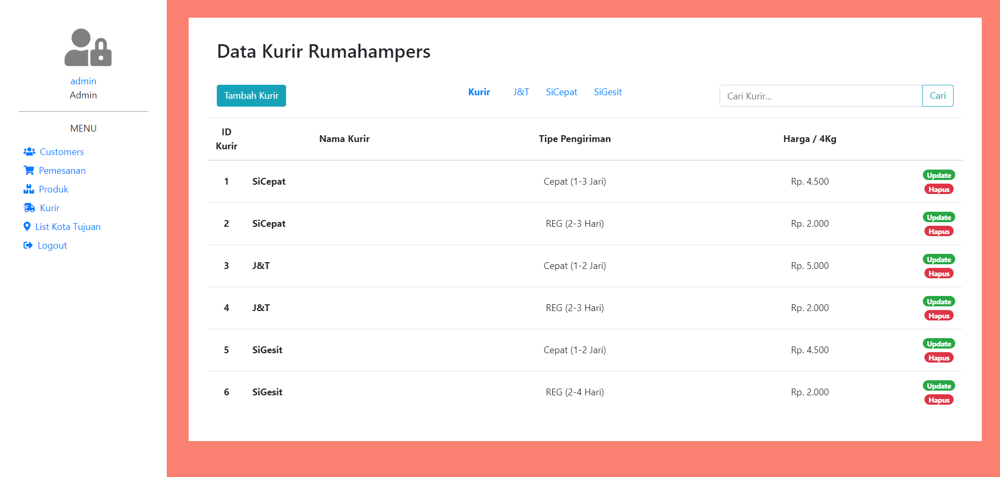 admin
Admin
MENU
Customers
Pemesanan
Produk
Kurir
List Kota Tujuan
Logout
Data Kurir Rumahampers
Tambah Kurir
Kurir J&T SiCepat SiGesit
Cari Kurir... Cari
ID Kurir Nama Kurir Tipe Pengiriman Harga / 4Kg
1 SiCepat Cepat (1-3 Jari) Rp. 4.500 Update Hapus
2 SiCepat REG (2-3 Hari) Rp. 2.000 Update Hapus
3 J&T Cepat (1-2 Jari) Rp. 5.000 Update Hapus
4 J&T REG (2-3 Hari) Rp. 2.000 Update Hapus
5 SiGesit Cepat (1-2 Jari) Rp. 4.500 Update Hapus
6 SiGesit REG (2-4 Hari) Rp. 2.000 Update Hapus